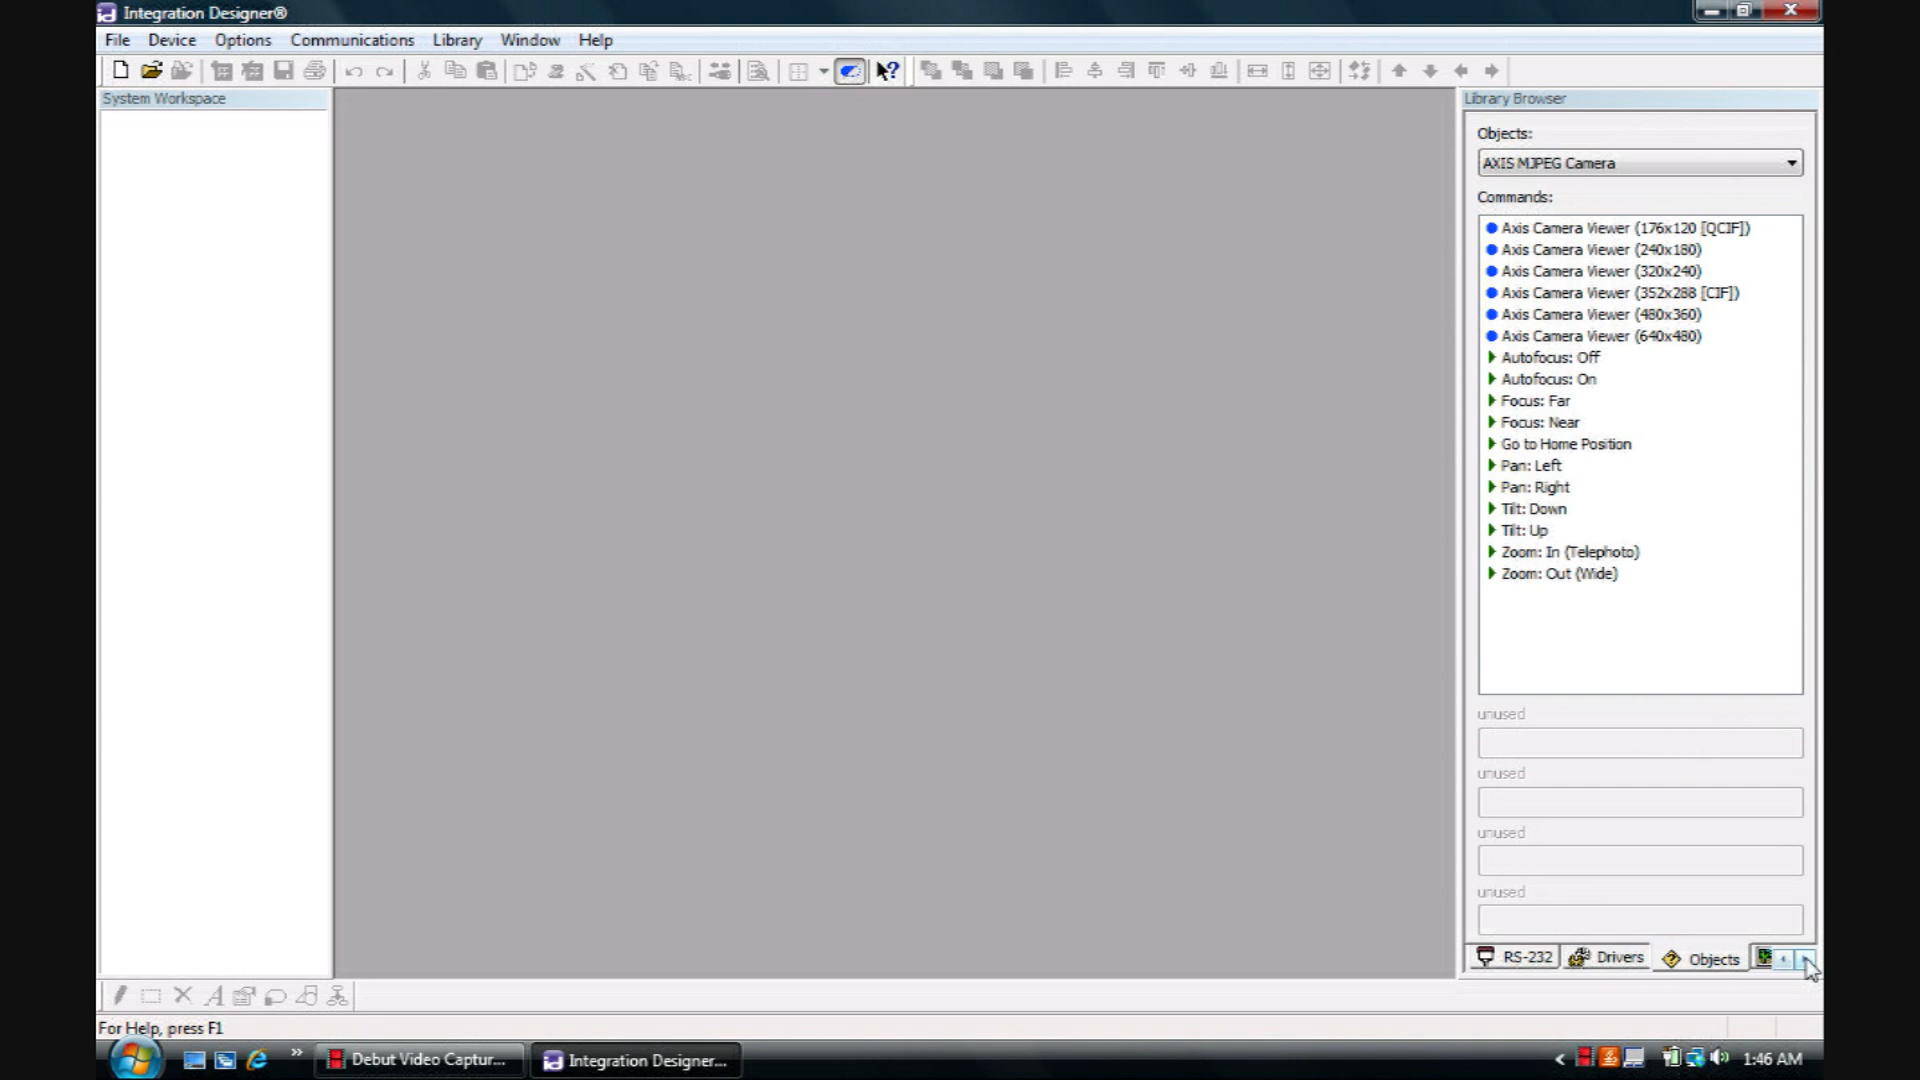 Integration Designer®
File Device Options Communications Library Window Help
System Workspace
Library Browser
Objects:
AXIS MJPEG Camera
Commands:
Axis Camera Viewer (176x120 [QCIF])
Axis Camera Viewer (240x180)
Axis Camera Viewer (320x240)
Axis Camera Viewer (352x288 [CIF])
Axis Camera Viewer (480x360)
Axis Camera Viewer (640x480)
Autofocus: Off
Autofocus: On
Focus: Far
Focus: Near
Go to Home Position
Pan: Left
Pan: Right
Tilt: Down
Tilt: Up
Zoom: In (Telephoto)
Zoom: Out (Wide)
unused
unused
unused
unused
RS-232 Drivers Objects
For Help, press F1
Debut Video Captur... Integration Designer... 1:46 AM